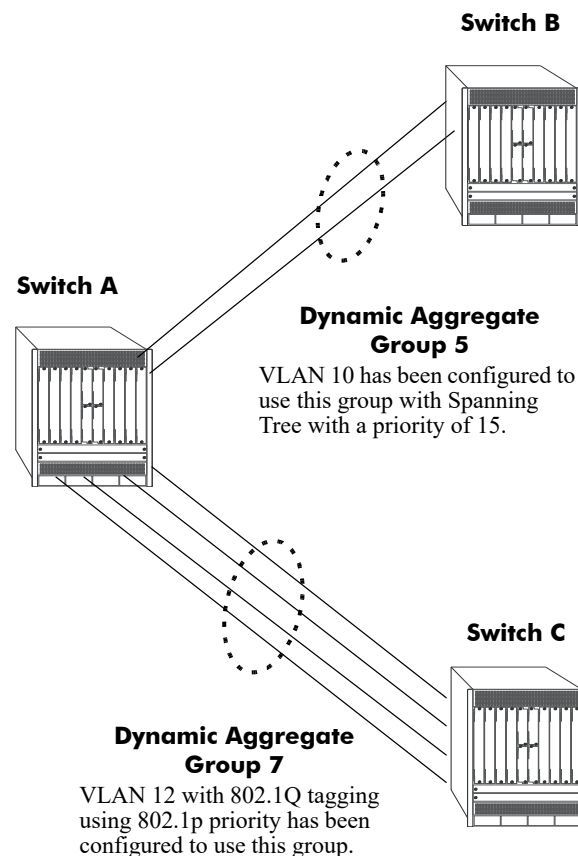 Switch B
Switch A
Dynamic Aggregate
Group 5
VLAN 10 has been configured to
use this group with Spanning
Tree with a priority of 15.
Switch C
Dynamic Aggregate
Group 7
VLAN 12 with 802.1Q tagging
using 802.1p priority has been
configured to use this group.